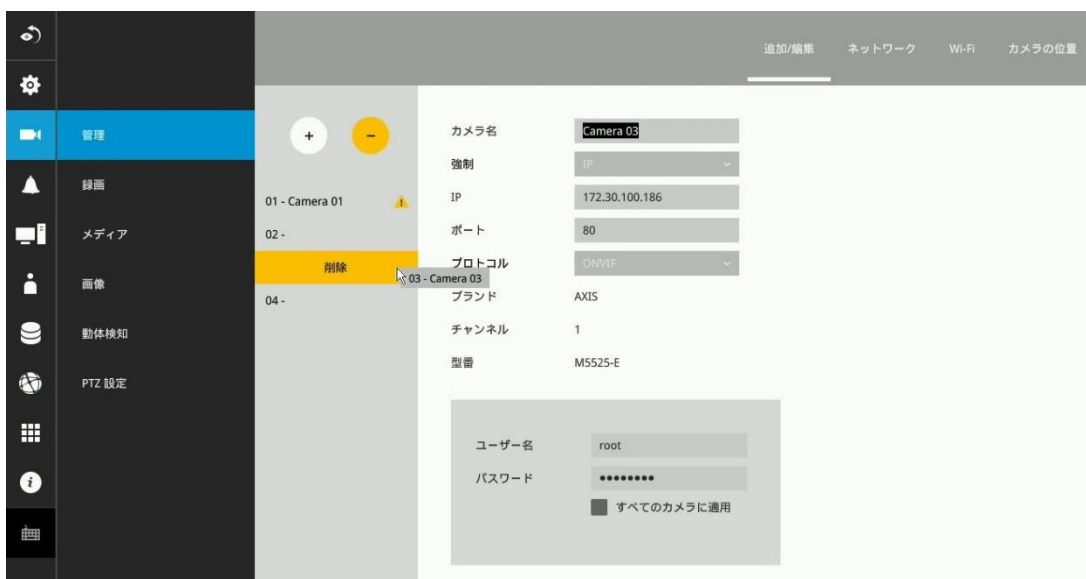 追加/編集 ネットワーク Wi-Fi カメラの位置
管理
録画
メディア
画像
動体検知
PTZ 設定
+ −
01 - Camera 01
02 -
削除
03 - Camera 03
04 -
カメラ名 Camera 03
強制 IP
IP 172.30.100.186
ポート 80
プロトコル ONVIF
ブランド AXIS
チャンネル 1
型番 M5525-E
ユーザー名 root
パスワード ••••••••
すべてのカメラに適用